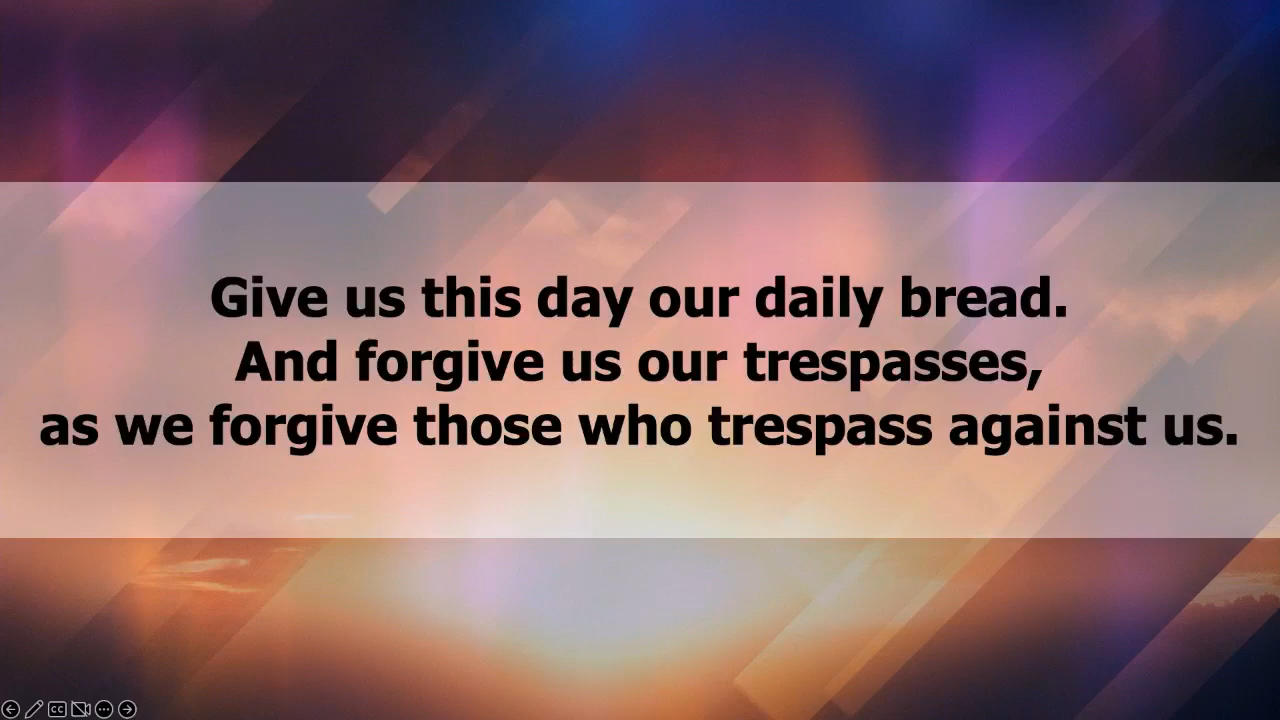 Give us this day our daily bread.
And forgive us our trespasses,
as we forgive those who trespass against us.